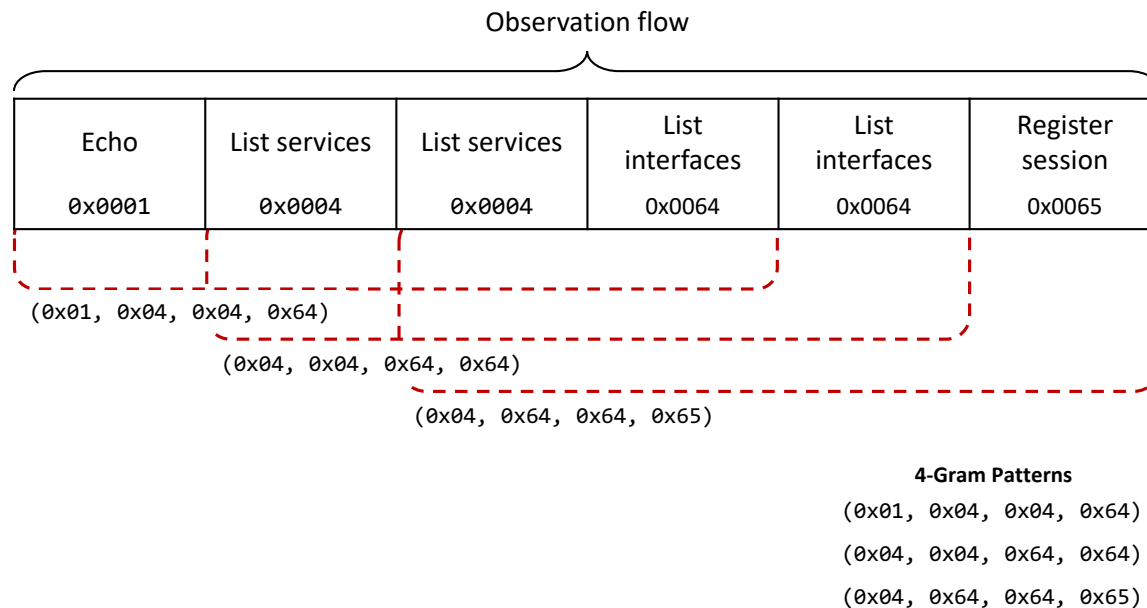 Observation flow
Echo
0x0001
List services
0x0004
List services
0x0004
List
interfaces
0x0064
List
interfaces
0x0064
Register
session
0x0065
(0x01, 0x04, 0x04, 0x64)
(0x04, 0x04, 0x64, 0x64)
(0x04, 0x64, 0x64, 0x65)
4-Gram Patterns
(0x01, 0x04, 0x04, 0x64)
(0x04, 0x04, 0x64, 0x64)
(0x04, 0x64, 0x64, 0x65)